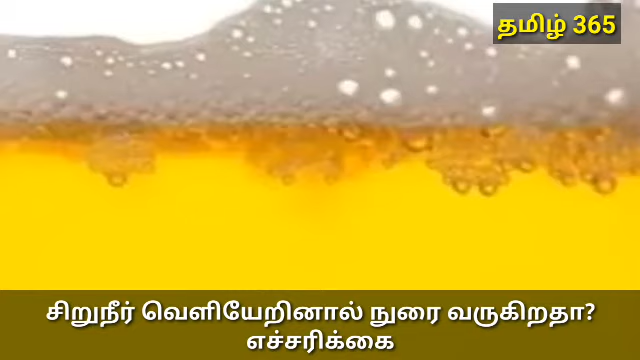 தமிழ் 365
சிறுநீர் வெளியேறினால் நுரை வருகிறதா?
எச்சரிக்கை